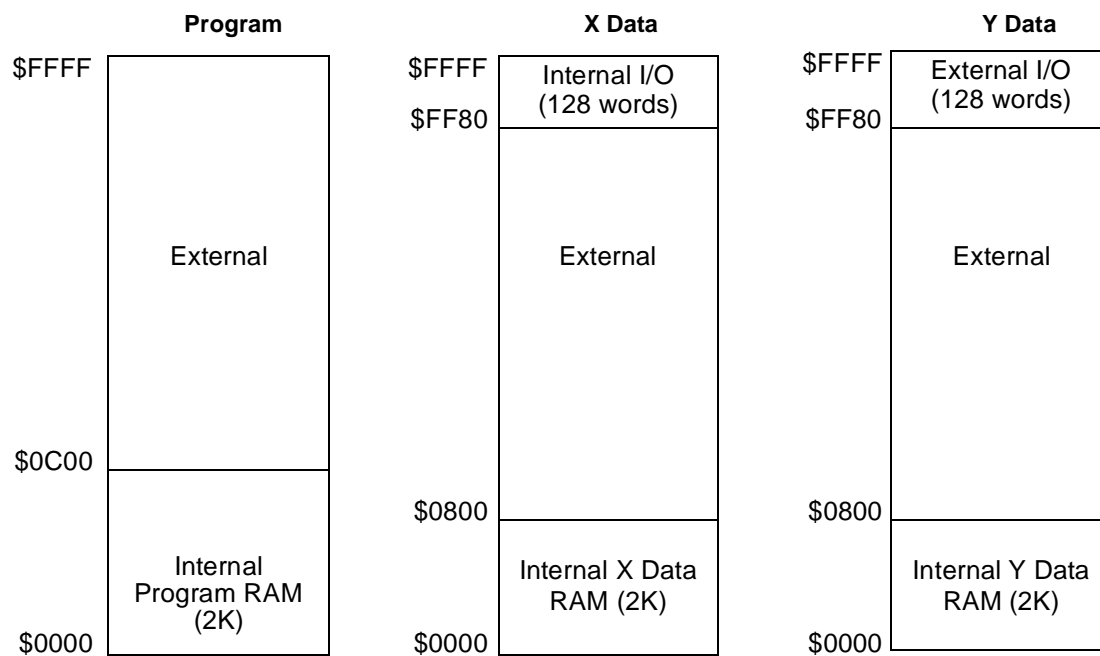 Program
$FFFF
External
$0C00
Internal
Program RAM
(2K)
$0000
X Data
$FFFF
Internal I/O
(128 words)
$FF80
External
$0800
Internal X Data
RAM (2K)
$0000
Y Data
$FFFF
External I/O
(128 words)
$FF80
External
$0800
Internal Y Data
RAM (2K)
$0000